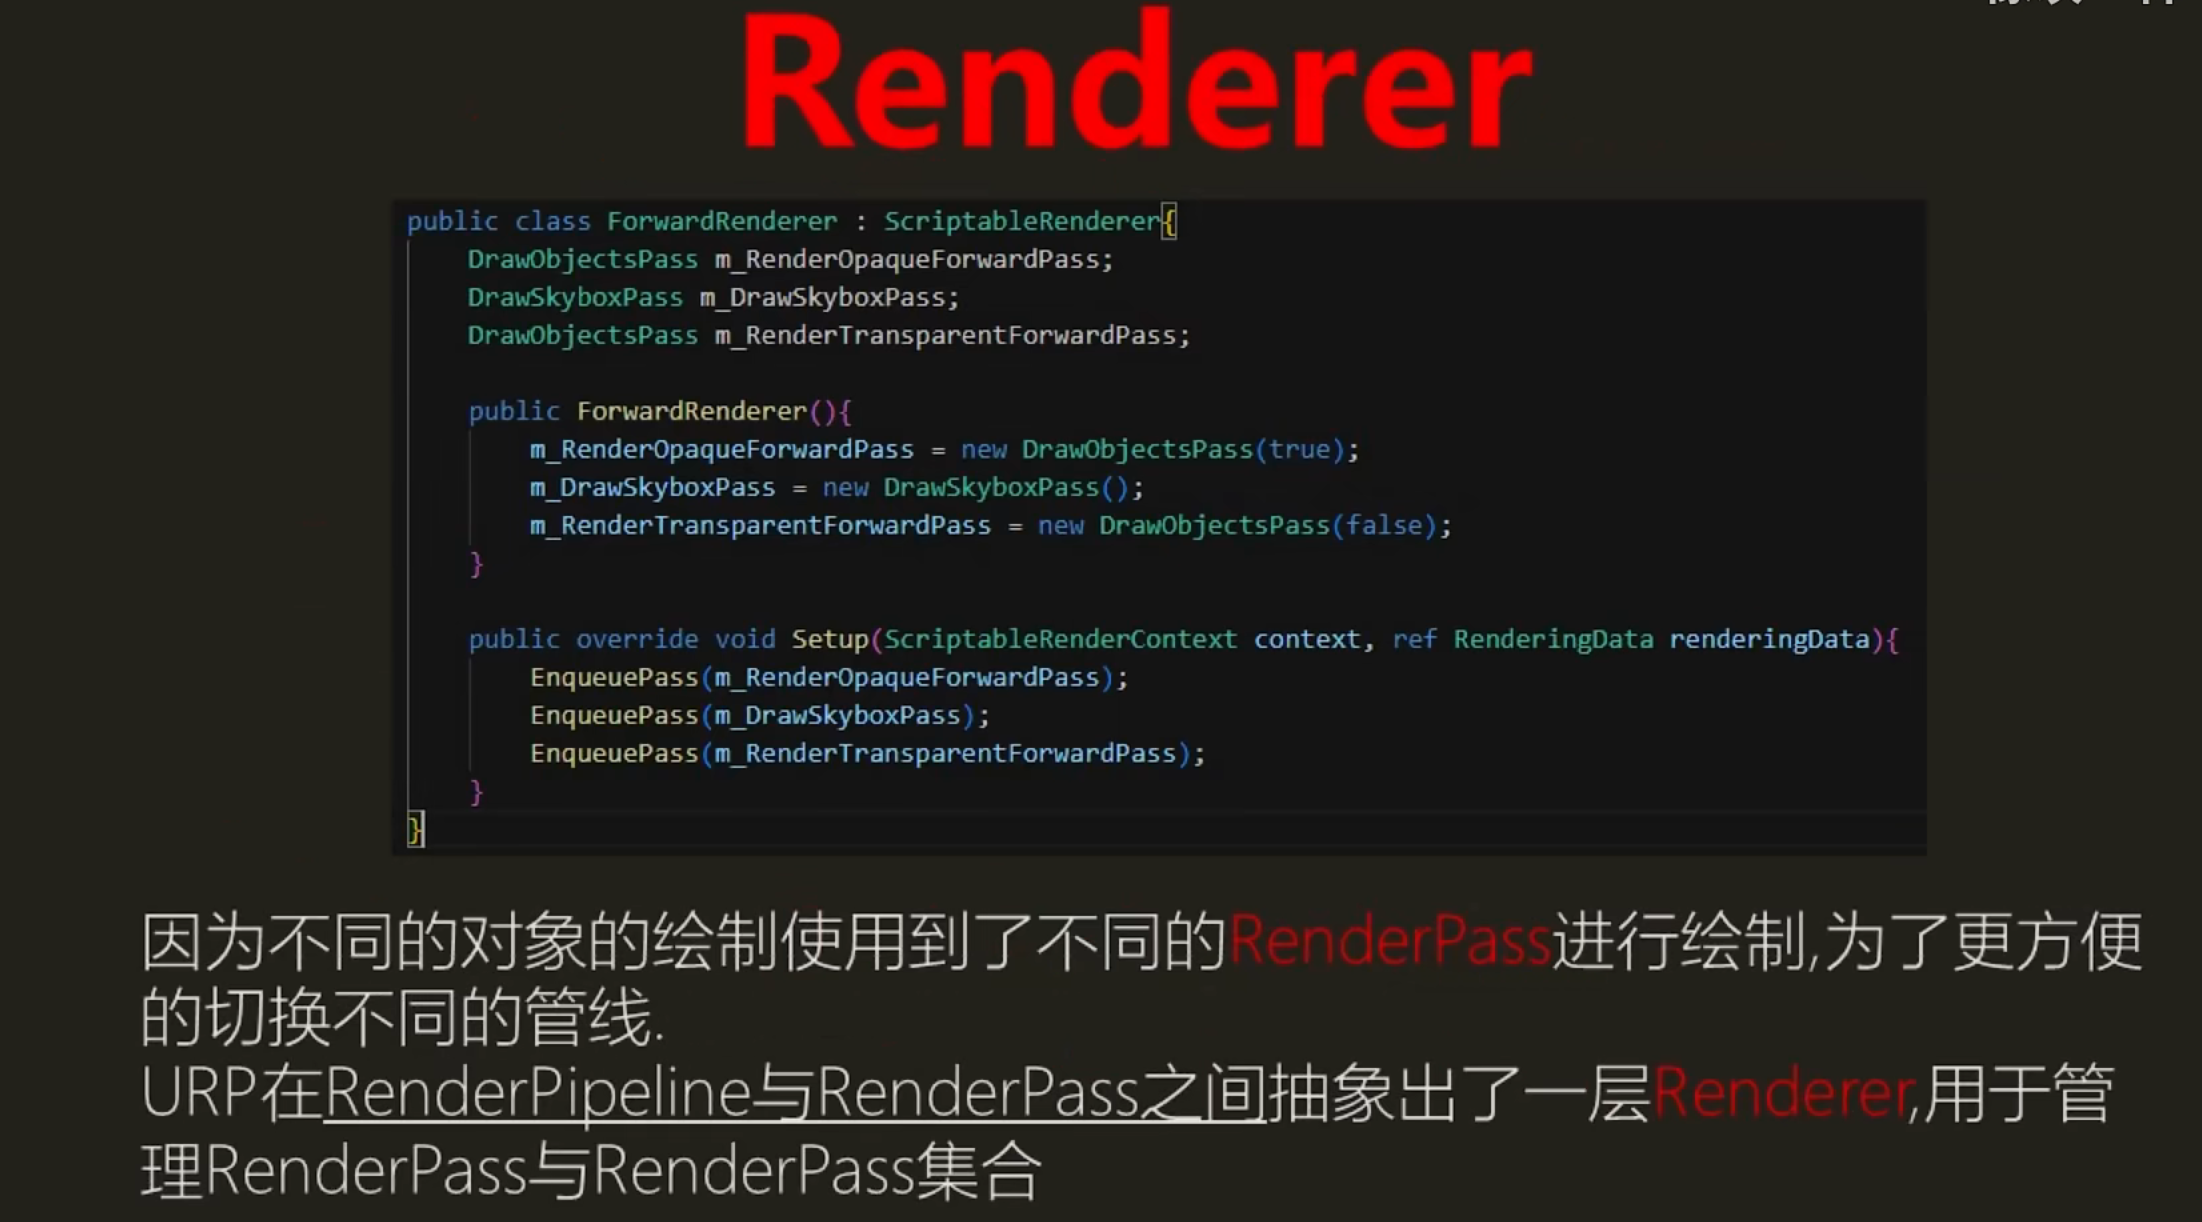 Renderer
public class ForwardRenderer : ScriptableRenderer{
    DrawObjectsPass m_RenderOpaqueForwardPass;
    DrawSkyboxPass m_DrawSkyboxPass;
    DrawObjectsPass m_RenderTransparentForwardPass;
    public ForwardRenderer(){
        m_RenderOpaqueForwardPass = new DrawObjectsPass(true);
        m_DrawSkyboxPass = new DrawSkyboxPass();
        m_RenderTransparentForwardPass = new DrawObjectsPass(false);
    }
    public override void Setup(ScriptableRenderContext context, ref RenderingData renderingData){
        EnqueuePass(m_RenderOpaqueForwardPass);
        EnqueuePass(m_DrawSkyboxPass);
        EnqueuePass(m_RenderTransparentForwardPass);
    }
}
因为不同的对象的绘制使用到了不同的RenderPass进行绘制,为了更方便
的切换不同的管线.
URP在RenderPipeline与RenderPass之间抽象出了一层Renderer,用于管
理RenderPass与RenderPass集合